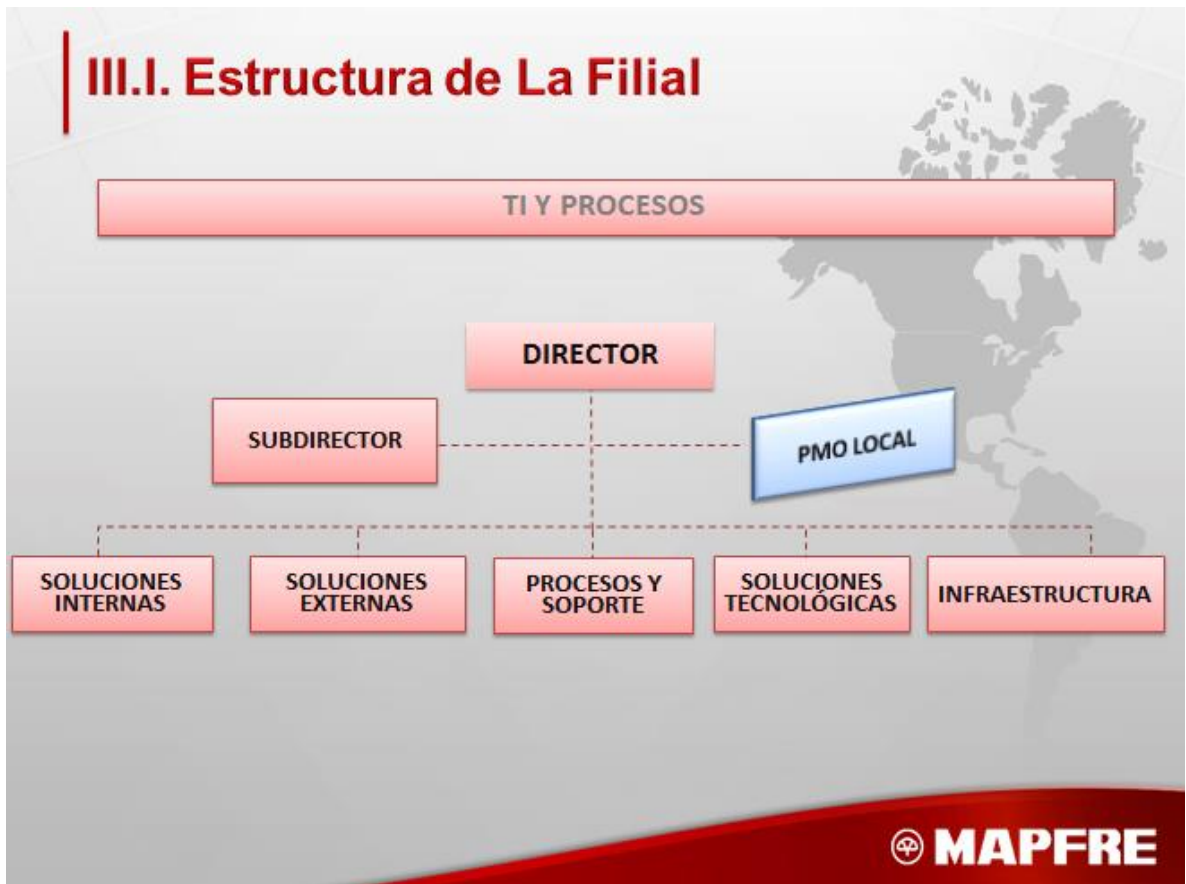 III.I. Estructura de La Filial
TI Y PROCESOS
DIRECTOR
SUBDIRECTOR
PMO LOCAL
SOLUCIONES
INTERNAS
SOLUCIONES
EXTERNAS
PROCESOS Y
SOPORTE
SOLUCIONES
TECNOLÓGICAS
INFRAESTRUCTURA
MAPFRE